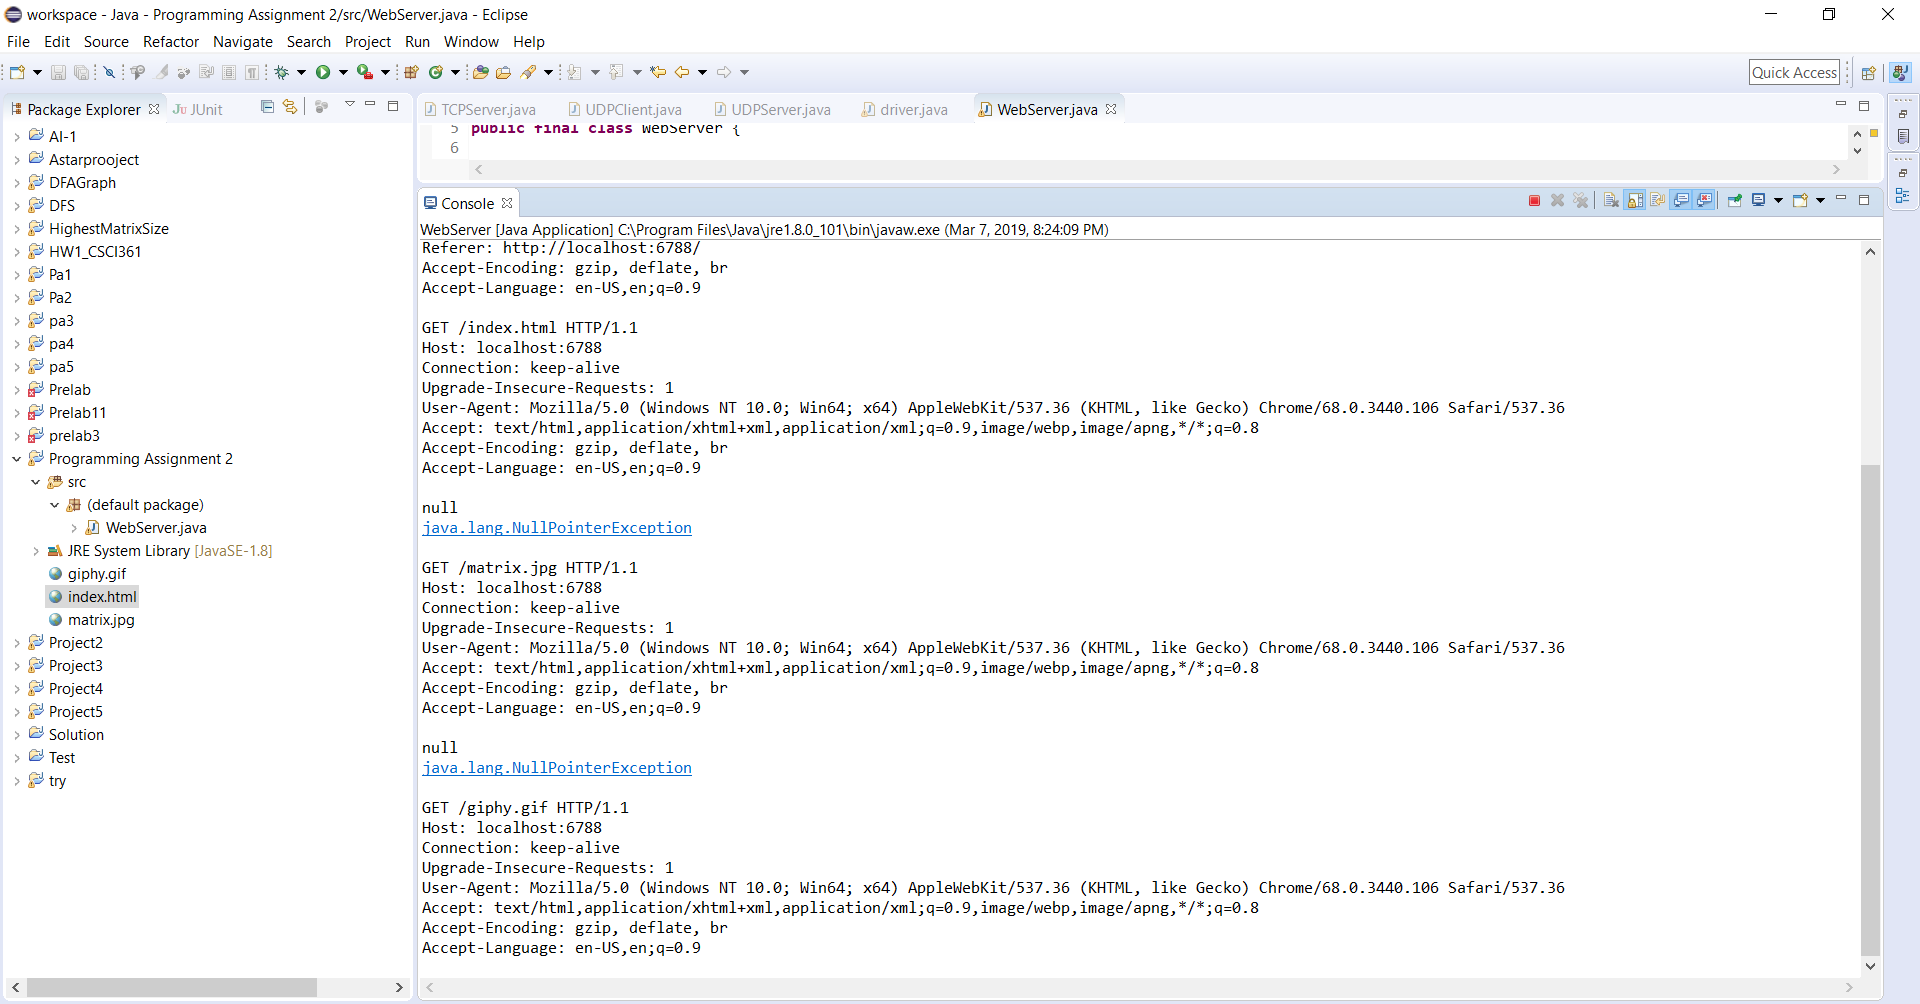 workspace - Java - Programming Assignment 2/src/WebServer.java - Eclipse
File Edit Source Refactor Navigate Search Project Run Window Help
Quick Access
Package Explorer JUnit
TCPServer.java UDPClient.java UDPServer.java driver.java WebServer.java
AI-1
Astarprooject
DFAGraph
DFS
HighestMatrixSize
HW1_CSCI361
Pa1
Pa2
pa3
pa4
pa5
Prelab
Prelab11
prelab3
Programming Assignment 2
src
(default package)
WebServer.java
JRE System Library [JavaSE-1.8]
giphy.gif
index.html
matrix.jpg
Project2
Project3
Project4
Project5
Solution
Test
try
5 public final class WebServer {
6
Console
WebServer [Java Application] C:\Program Files\Java\jre1.8.0_101\bin\javaw.exe (Mar 7, 2019, 8:24:09 PM)
Referer: http://localhost:6788/
Accept-Encoding: gzip, deflate, br
Accept-Language: en-US,en;q=0.9
GET /index.html HTTP/1.1
Host: localhost:6788
Connection: keep-alive
Upgrade-Insecure-Requests: 1
User-Agent: Mozilla/5.0 (Windows NT 10.0; Win64; x64) AppleWebKit/537.36 (KHTML, like Gecko) Chrome/68.0.3440.106 Safari/537.36
Accept: text/html,application/xhtml+xml,application/xml;q=0.9,image/webp,image/apng,*/*;q=0.8
Accept-Encoding: gzip, deflate, br
Accept-Language: en-US,en;q=0.9
null
java.lang.NullPointerException
GET /matrix.jpg HTTP/1.1
Host: localhost:6788
Connection: keep-alive
Upgrade-Insecure-Requests: 1
User-Agent: Mozilla/5.0 (Windows NT 10.0; Win64; x64) AppleWebKit/537.36 (KHTML, like Gecko) Chrome/68.0.3440.106 Safari/537.36
Accept: text/html,application/xhtml+xml,application/xml;q=0.9,image/webp,image/apng,*/*;q=0.8
Accept-Encoding: gzip, deflate, br
Accept-Language: en-US,en;q=0.9
null
java.lang.NullPointerException
GET /giphy.gif HTTP/1.1
Host: localhost:6788
Connection: keep-alive
Upgrade-Insecure-Requests: 1
User-Agent: Mozilla/5.0 (Windows NT 10.0; Win64; x64) AppleWebKit/537.36 (KHTML, like Gecko) Chrome/68.0.3440.106 Safari/537.36
Accept: text/html,application/xhtml+xml,application/xml;q=0.9,image/webp,image/apng,*/*;q=0.8
Accept-Encoding: gzip, deflate, br
Accept-Language: en-US,en;q=0.9